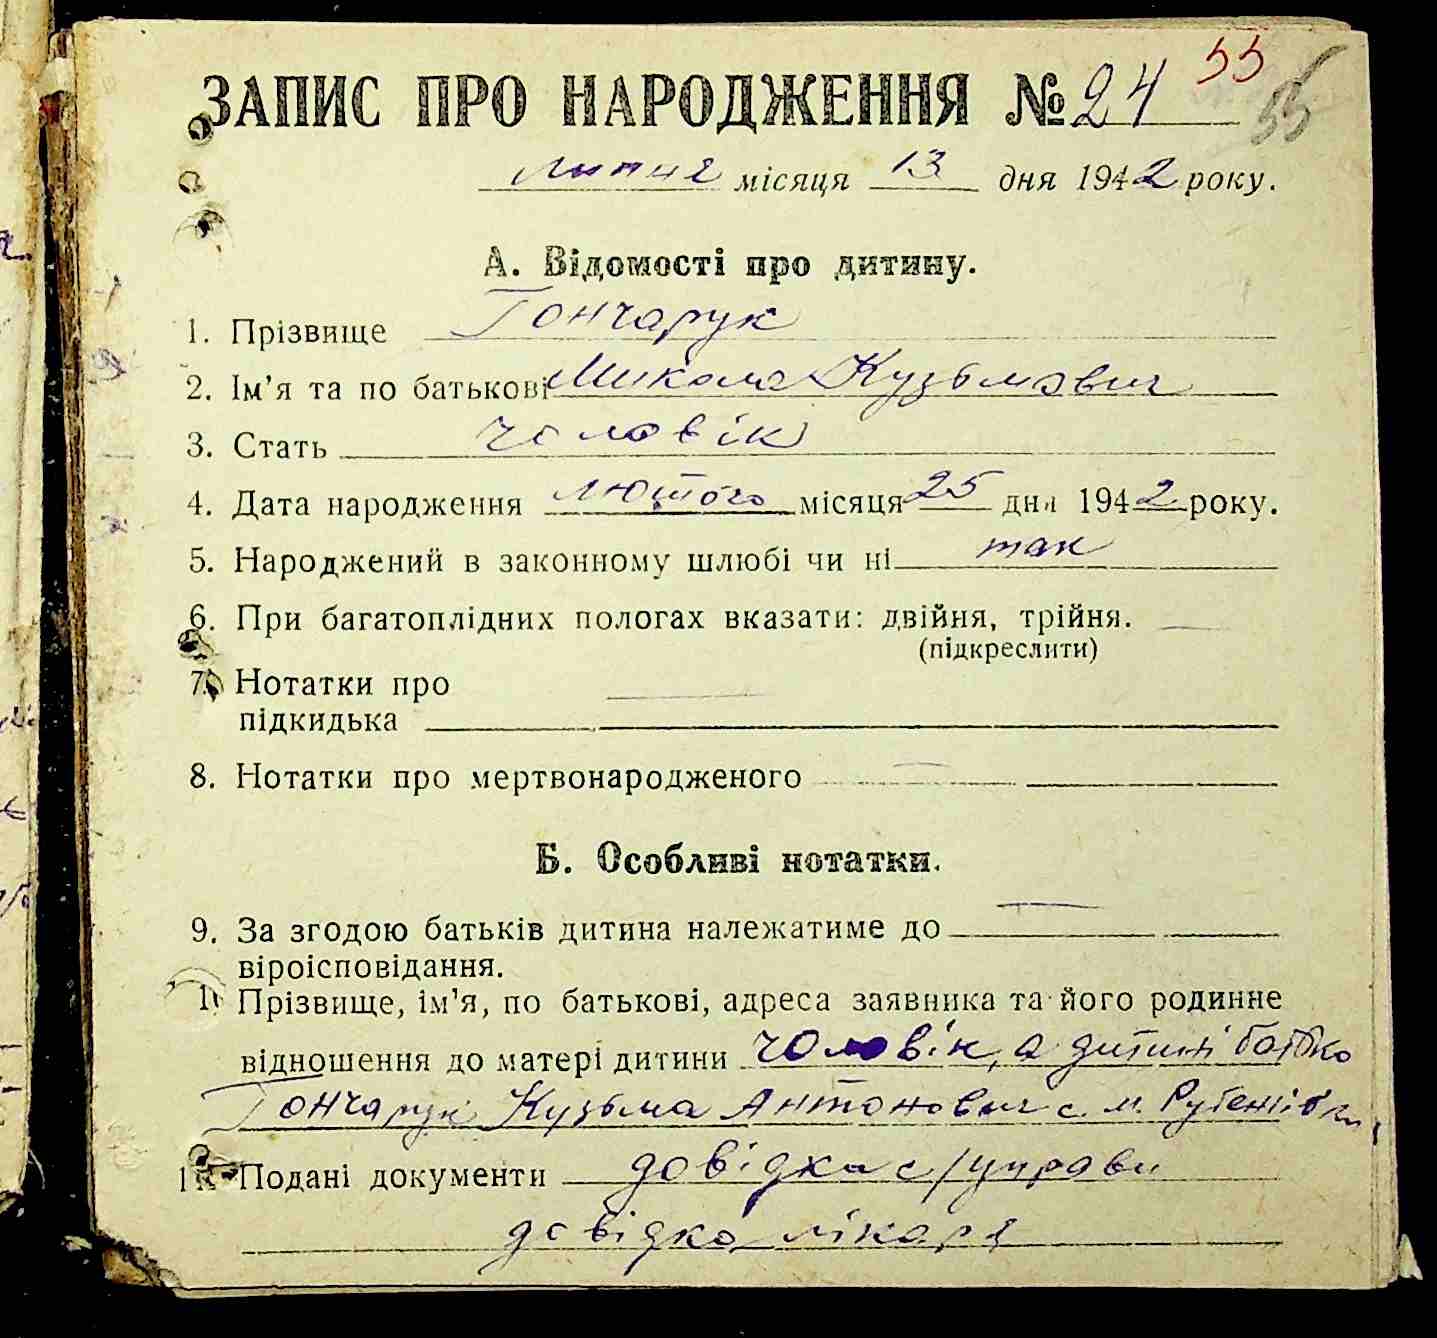 55
ЗАПИС ПРО НАРОДЖЕННЯ № 24 55
липня місяця 13 дня 1942 року.
А. Відомості про дитину.
1. Прізвище Гончарук
2. Ім'я та по батькові Микола Кузьмович
3. Стать чоловік
4. Дата народження лютого місяця 25 дня 1942 року.
5. Народжений в законному шлюбі чи ні так
6. При багатоплідних пологах вказати: двійня, трійня. —
(підкреслити)
7. Нотатки про —
підкидька
8. Нотатки про мертвонародженого —
Б. Особливі нотатки.
9. За згодою батьків дитина належатиме до —
віроісповідання.
10 Прізвище, ім'я, по батькові, адреса заявника та його родинне
відношення до матері дитини чоловік, а дитині батько
Гончарук Кузьма Антонович с. М.
11 Подані документи довідка с/управи
довідка лікаря